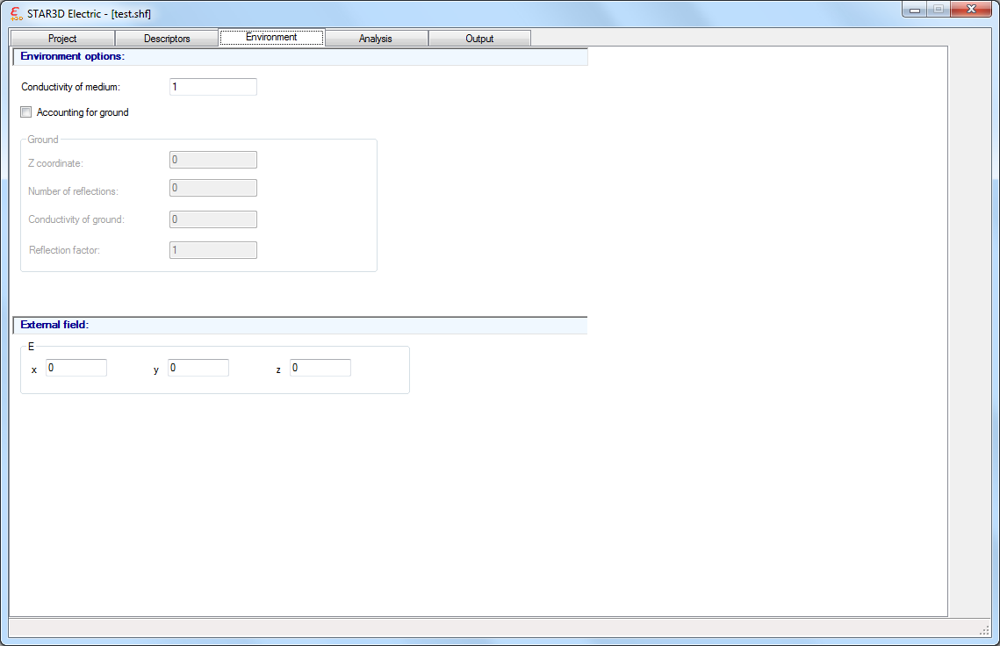 STAR3D Electric - [test.shf]
Project Descriptors Environment Analysis Output
Environment options:
Conductivity of medium: 1
Accounting for ground
Ground
Z coordinate: 0
Number of reflections: 0
Conductivity of ground: 0
Reflection factor: 1
External field:
E
x 0 y 0 z 0